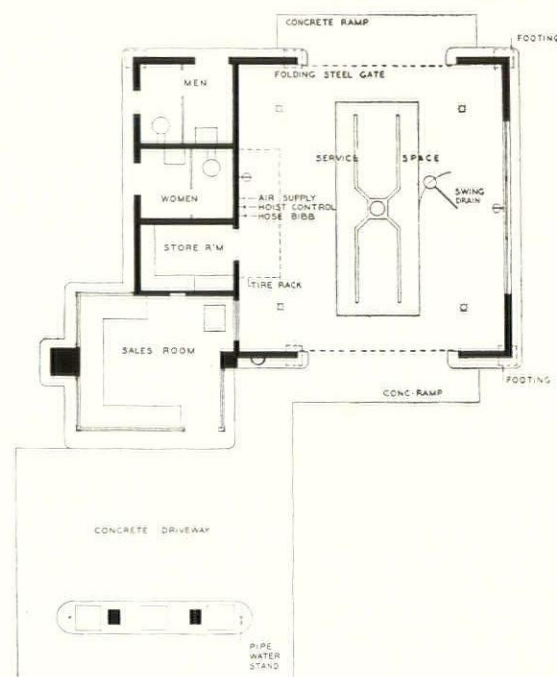 CONCRETE RAMP
FOOTING
FOLDING STEEL GATE
MEN
SERVICE SPACE
SWING
DRAIN
WOMEN
AIR SUPPLY
HOIST CONTROL
HOSE BIBB
STORE R'M
TIRE RACK
SALES ROOM
FOOTING
CONC-RAMP
CONCRETE DRIVEWAY
PIPE
WATER
STAND